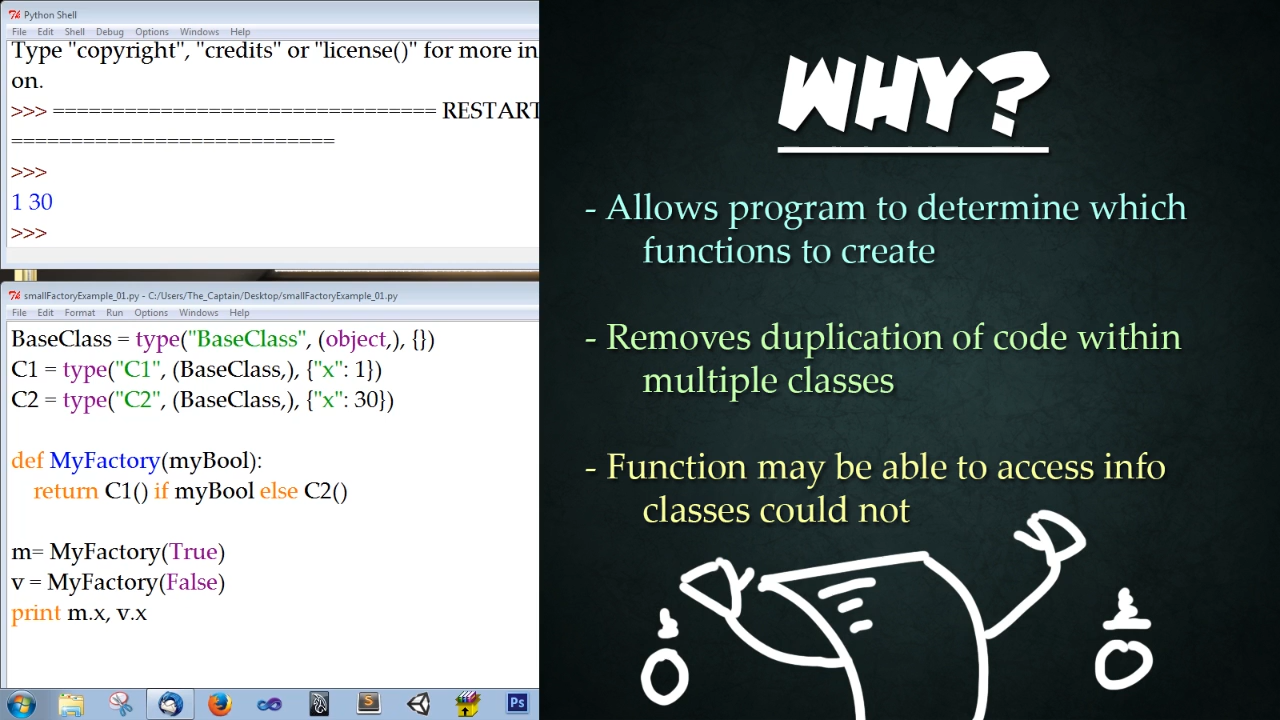 Python Shell
File Edit Shell Debug Options Windows Help
Type "copyright", "credits" or "license()" for more in
on.
>>> ================================ RESTART
===========================
>>>
1 30
>>>
smallFactoryExample_01.py - C:/Users/The_Captain/Desktop/smallFactoryExample_01.py
File Edit Format Run Options Windows Help
BaseClass = type("BaseClass", (object,), {})
C1 = type("C1", (BaseClass,), {"x": 1})
C2 = type("C2", (BaseClass,), {"x": 30})
def MyFactory(myBool):
return C1() if myBool else C2()
m= MyFactory(True)
v = MyFactory(False)
print m.x, v.x
Ps
WHY?
- Allows program to determine which
functions to create
- Removes duplication of code within
multiple classes
- Function may be able to access info
classes could not